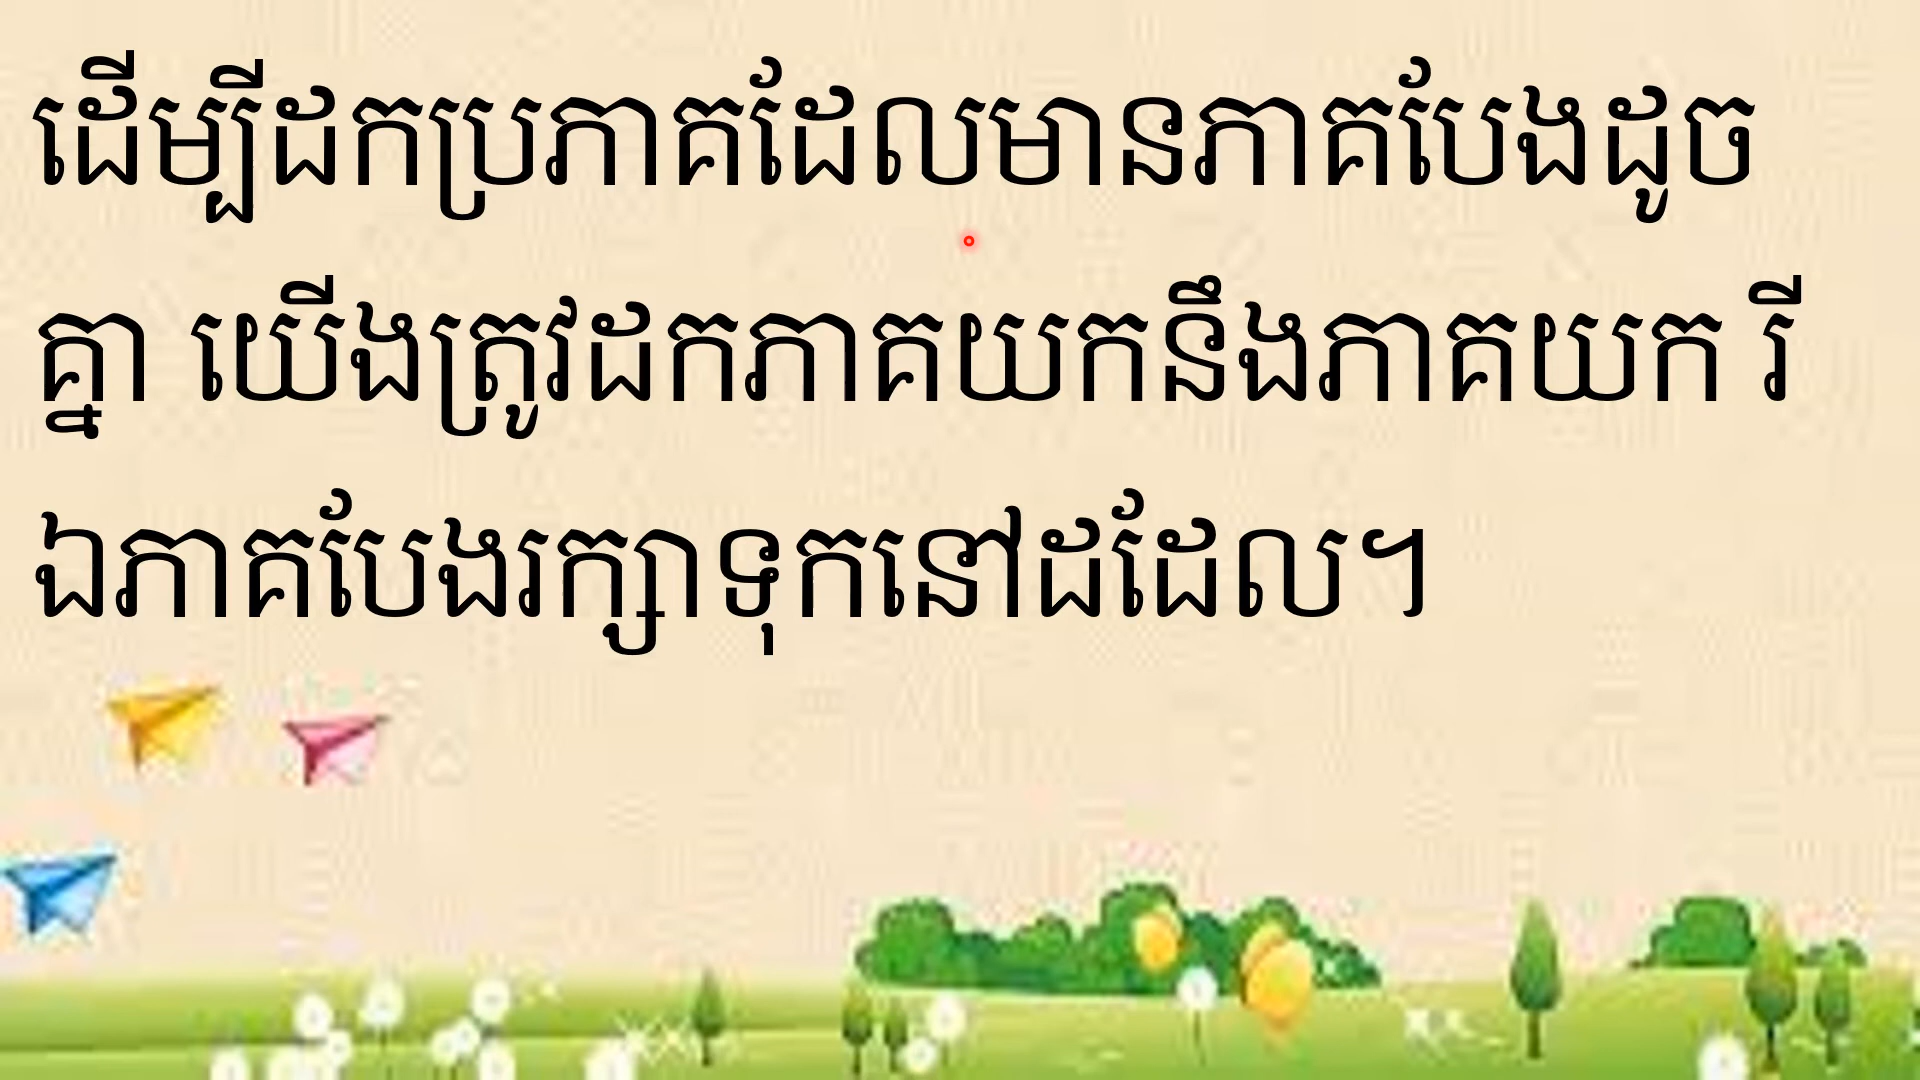 ដើម្បីដកប្រភាគដែលមានភាគបែងដូច
គ្នា យើងត្រូវដកភាគយកនឹងភាគយក រី
ឯភាគបែងរក្សាទុកនៅដដែល។